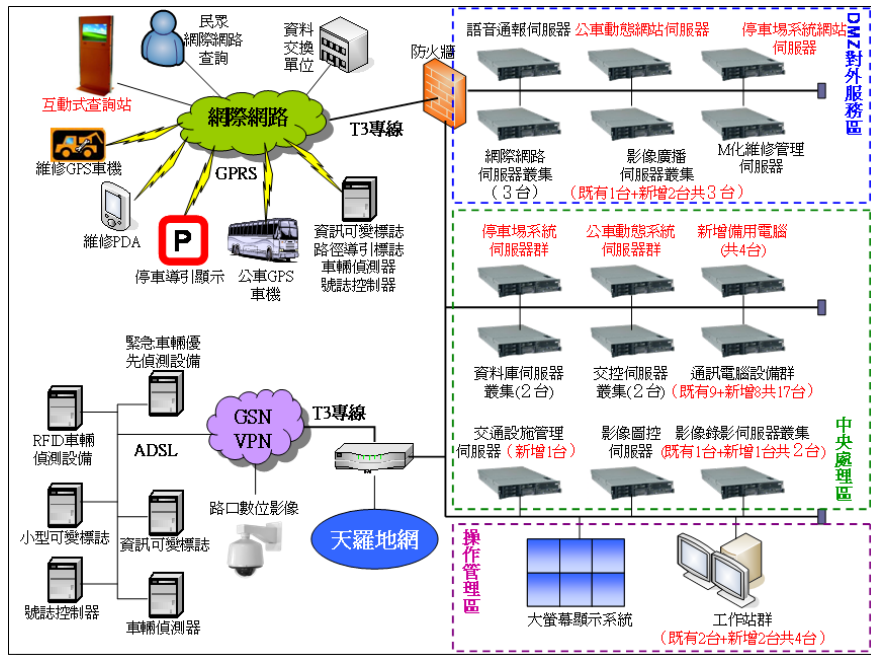 民眾
網際網路
查詢
資料
交換
單位
防火牆
互動式查詢站
網際網路
T3專線
GPRS
維修GPS車機
維修PDA
P
停車導引顯示
公車GPS
車機
資訊可變標誌
路徑導引標誌
車輛偵測器
號誌控制器
語音通報伺服器
公車動態網站伺服器
停車場系統網站
伺服器
DMZ對外服務區
網際網路
伺服器叢集
(3台)
影像廣播
伺服器叢集
(既有1台+新增2台共3台)
M化維修管理
伺服器
停車場系統
伺服器群
公車動態系統
伺服器群
新增備用電腦
(共4台)
資料庫伺服器
叢集(2台)
交控伺服器
叢集(2台)
通訊電腦設備群
(既有9+新增8共17台)
交通設施管理
伺服器(新增1台)
影像圖控
伺服器
影像錄影伺服器叢集
(既有1台+新增1台共2台)
中央處理區
緊急車輛優
先偵測設備
RFID車輛
偵測設備
ADSL
GSN
VPN
T3專線
小型可變標誌
資訊可變標誌
路口數位影像
天羅地網
號誌控制器
車輛偵測器
操作管理區
大螢幕顯示系統
工作站群
(既有2台+新增2台共4台)